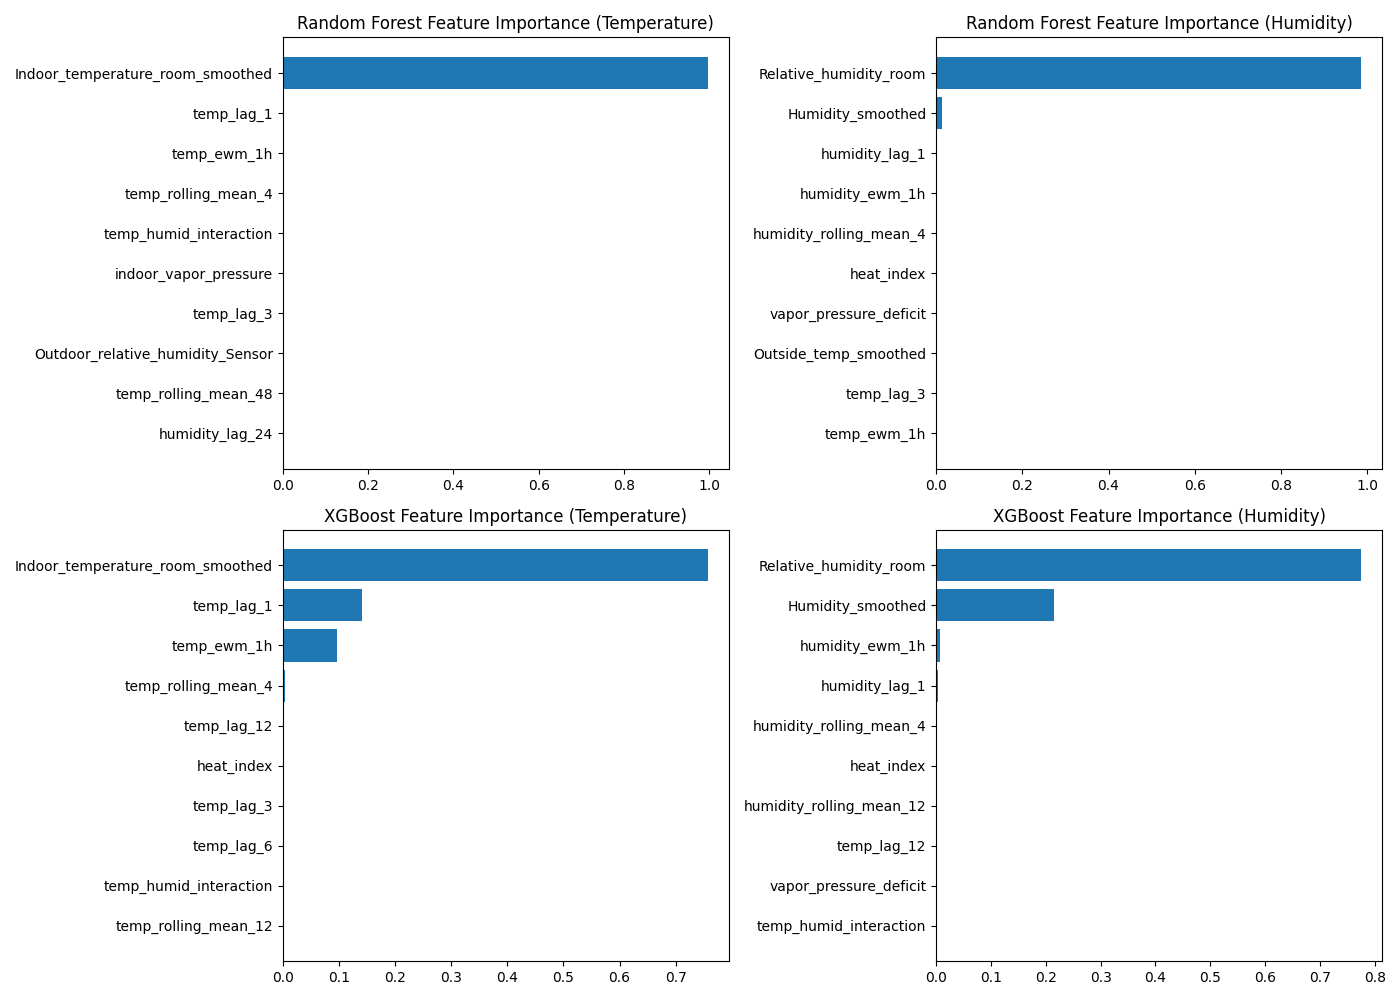 Random Forest Feature Importance (Temperature)
Indoor_temperature_room_smoothed
temp_lag_1
temp_ewm_1h
temp_rolling_mean_4
temp_humid_interaction
indoor_vapor_pressure
temp_lag_3
Outdoor_relative_humidity_Sensor
temp_rolling_mean_48
humidity_lag_24
0.0 0.2 0.4 0.6 0.8 1.0
Random Forest Feature Importance (Humidity)
Relative_humidity_room
Humidity_smoothed
humidity_lag_1
humidity_ewm_1h
humidity_rolling_mean_4
heat_index
vapor_pressure_deficit
Outside_temp_smoothed
temp_lag_3
temp_ewm_1h
0.0 0.2 0.4 0.6 0.8 1.0
XGBoost Feature Importance (Temperature)
Indoor_temperature_room_smoothed
temp_lag_1
temp_ewm_1h
temp_rolling_mean_4
temp_lag_12
heat_index
temp_lag_3
temp_lag_6
temp_humid_interaction
temp_rolling_mean_12
0.0 0.1 0.2 0.3 0.4 0.5 0.6 0.7
XGBoost Feature Importance (Humidity)
Relative_humidity_room
Humidity_smoothed
humidity_ewm_1h
humidity_lag_1
humidity_rolling_mean_4
heat_index
humidity_rolling_mean_12
temp_lag_12
vapor_pressure_deficit
temp_humid_interaction
0.0 0.1 0.2 0.3 0.4 0.5 0.6 0.7 0.8